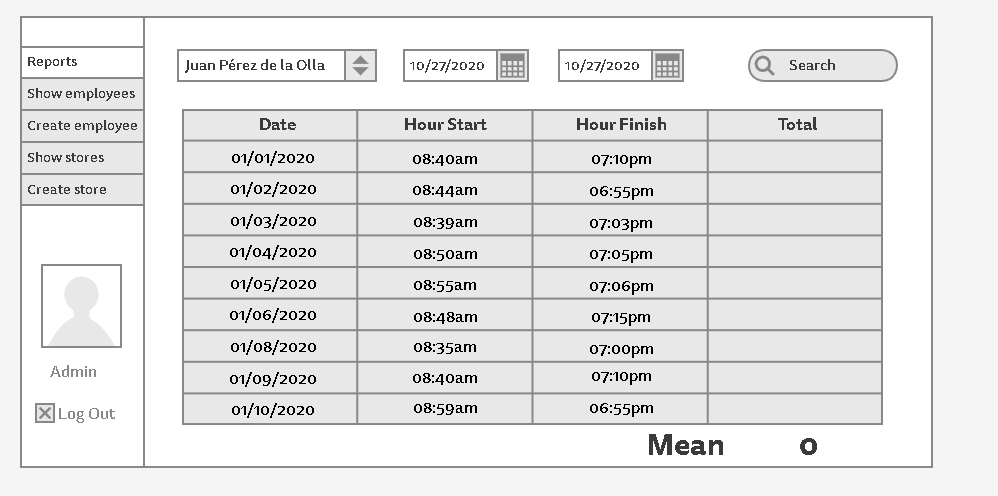 Reports
Show employees
Create employee
Show stores
Create store
Admin
Log Out
Juan Pérez de la Olla 10/27/2020 10/27/2020 Search
Date Hour Start Hour Finish Total
01/01/2020 08:40am 07:10pm
01/02/2020 08:44am 06:55pm
01/03/2020 08:39am 07:03pm
01/04/2020 08:50am 07:05pm
01/05/2020 08:55am 07:06pm
01/06/2020 08:48am 07:15pm
01/08/2020 08:35am 07:00pm
01/09/2020 08:40am 07:10pm
01/10/2020 08:59am 06:55pm
Mean 0